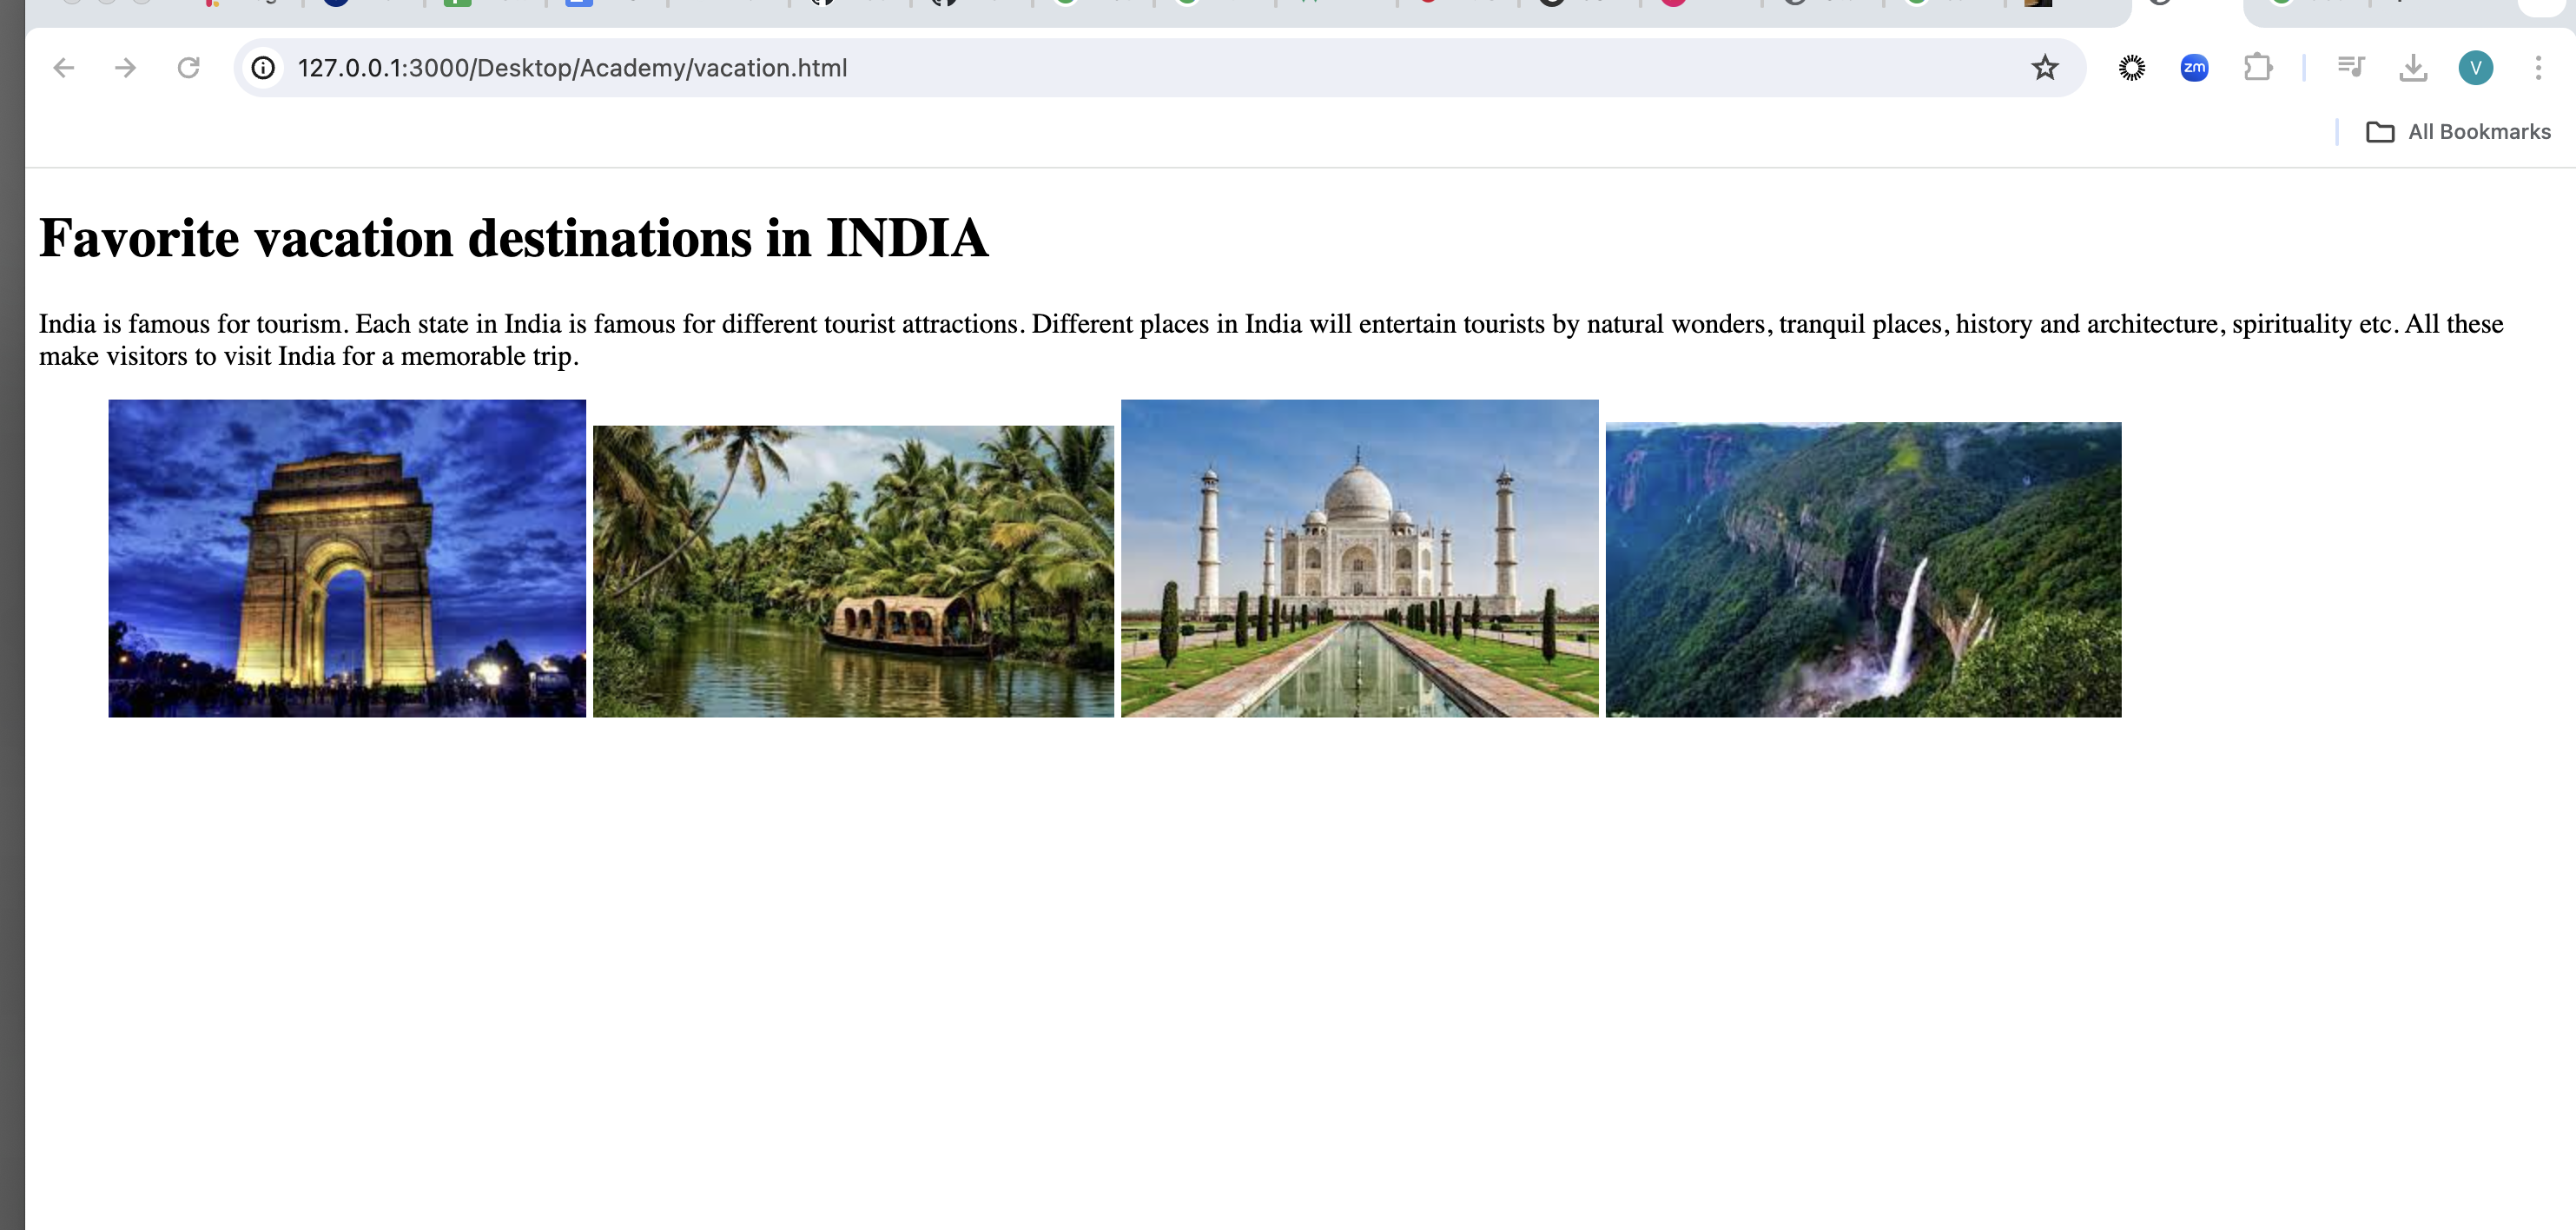 127.0.0.1:3000/Desktop/Academy/vacation.html
zm
V
All Bookmarks
Favorite vacation destinations in INDIA
India is famous for tourism. Each state in India is famous for different tourist attractions. Different places in India will entertain tourists by natural wonders, tranquil places, history and architecture, spirituality etc. All these
make visitors to visit India for a memorable trip.